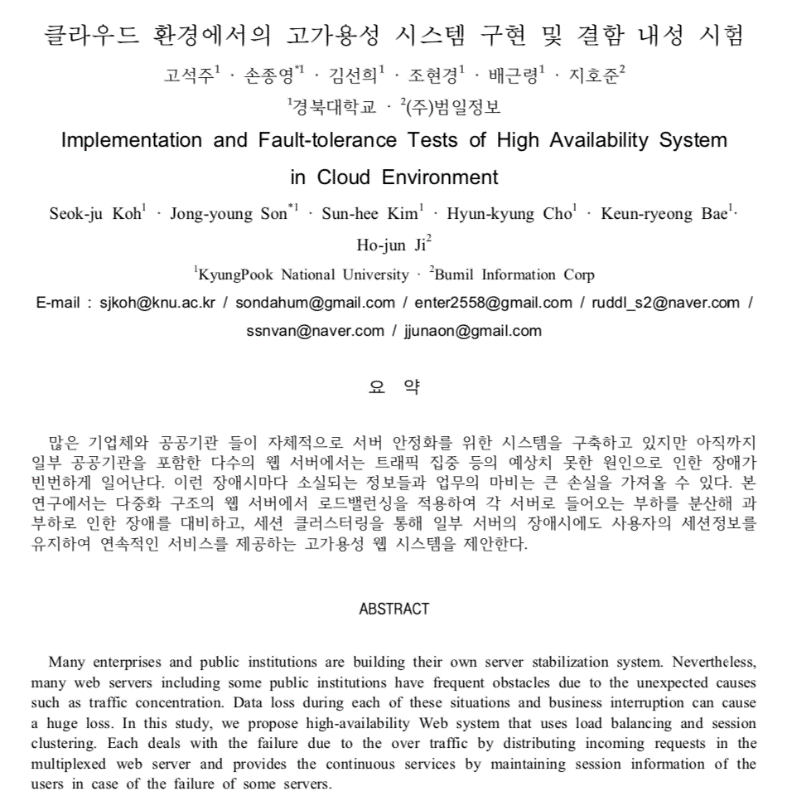 클라우드 환경에서의 고가용성 시스템 구현 및 결함 내성 시험
고석주1 · 손종영*1 · 김선희1 · 조현경1 · 배근령1 · 지호준2
1경북대학교 · 2(주)범일정보
Implementation and Fault-tolerance Tests of High Availability System
in Cloud Environment
Seok-ju Koh1 · Jong-young Son*1 · Sun-hee Kim1 · Hyun-kyung Cho1 · Keun-ryeong Bae1·
Ho-jun Ji2
1KyungPook National University · 2Bumil Information Corp
E-mail : sjkoh@knu.ac.kr / sondahum@gmail.com / enter2558@gmail.com / ruddl_s2@naver.com /
ssnvan@naver.com / jjunaon@gmail.com
요 약
많은 기업체와 공공기관 들이 자체적으로 서버 안정화를 위한 시스템을 구축하고 있지만 아직까지
일부 공공기관을 포함한 다수의 웹 서버에서는 트래픽 집중 등의 예상치 못한 원인으로 인한 장애가
빈번하게 일어난다. 이런 장애시마다 소실되는 정보들과 업무의 마비는 큰 손실을 가져올 수 있다. 본
연구에서는 다중화 구조의 웹 서버에서 로드밸런싱을 적용하여 각 서버로 들어오는 부하를 분산해 과
부하로 인한 장애를 대비하고, 세션 클러스터링을 통해 일부 서버의 장애시에도 사용자의 세션정보를
유지하여 연속적인 서비스를 제공하는 고가용성 웹 시스템을 제안한다.
ABSTRACT
Many enterprises and public institutions are building their own server stabilization system. Nevertheless,
many web servers including some public institutions have frequent obstacles due to the unexpected causes
such as traffic concentration. Data loss during each of these situations and business interruption can cause
a huge loss. In this study, we propose high-availability Web system that uses load balancing and session
clustering. Each deals with the failure due to the over traffic by distributing incoming requests in the
multiplexed web server and provides the continuous services by maintaining session information of the
users in case of the failure of some servers.